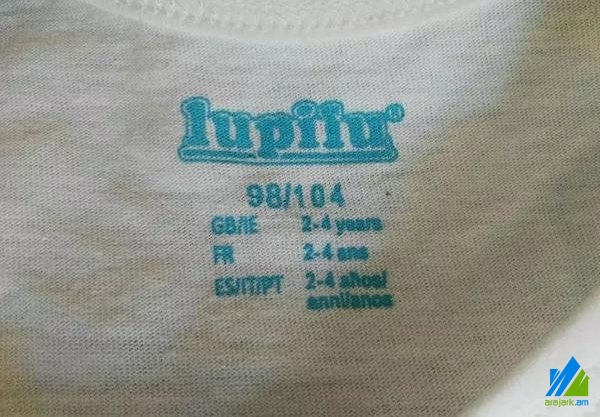 lupilu®
98/104
GB/IE 2-4 years
FR 2-4 ans
ES/IT/PT 2-4 años/
anni/anos
arajark.am